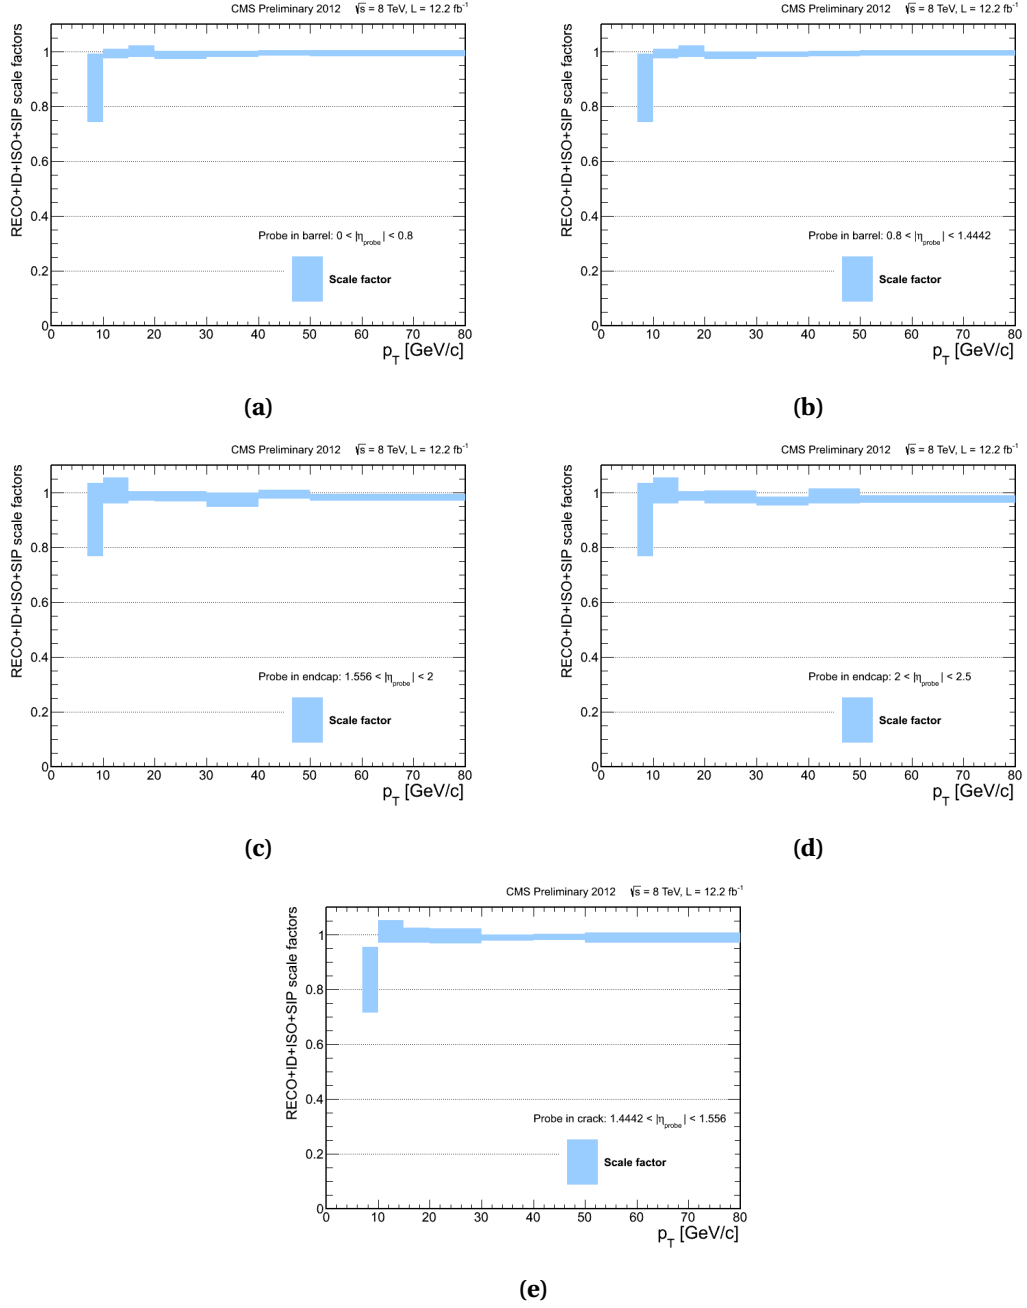 CMS Preliminary 2012 √s = 8 TeV, L = 12.2 fb-1
RECO+ID+ISO+SIP scale factors
1
0.8
0.6
0.4
0.2
0
Probe in barrel: 0 < |ηprobe| < 0.8
Scale factor
0 10 20 30 40 50 60 70 80
pT [GeV/c]
(a)
CMS Preliminary 2012 √s = 8 TeV, L = 12.2 fb-1
RECO+ID+ISO+SIP scale factors
1
0.8
0.6
0.4
0.2
0
Probe in barrel: 0.8 < |ηprobe| < 1.4442
Scale factor
0 10 20 30 40 50 60 70 80
pT [GeV/c]
(b)
CMS Preliminary 2012 √s = 8 TeV, L = 12.2 fb-1
RECO+ID+ISO+SIP scale factors
1
0.8
0.6
0.4
0.2
0
Probe in endcap: 1.556 < |ηprobe| < 2
Scale factor
0 10 20 30 40 50 60 70 80
pT [GeV/c]
(c)
CMS Preliminary 2012 √s = 8 TeV, L = 12.2 fb-1
RECO+ID+ISO+SIP scale factors
1
0.8
0.6
0.4
0.2
0
Probe in endcap: 2 < |ηprobe| < 2.5
Scale factor
0 10 20 30 40 50 60 70 80
pT [GeV/c]
(d)
CMS Preliminary 2012 √s = 8 TeV, L = 12.2 fb-1
RECO+ID+ISO+SIP scale factors
1
0.8
0.6
0.4
0.2
0
Probe in crack: 1.4442 < |ηprobe| < 1.556
Scale factor
0 10 20 30 40 50 60 70 80
pT [GeV/c]
(e)